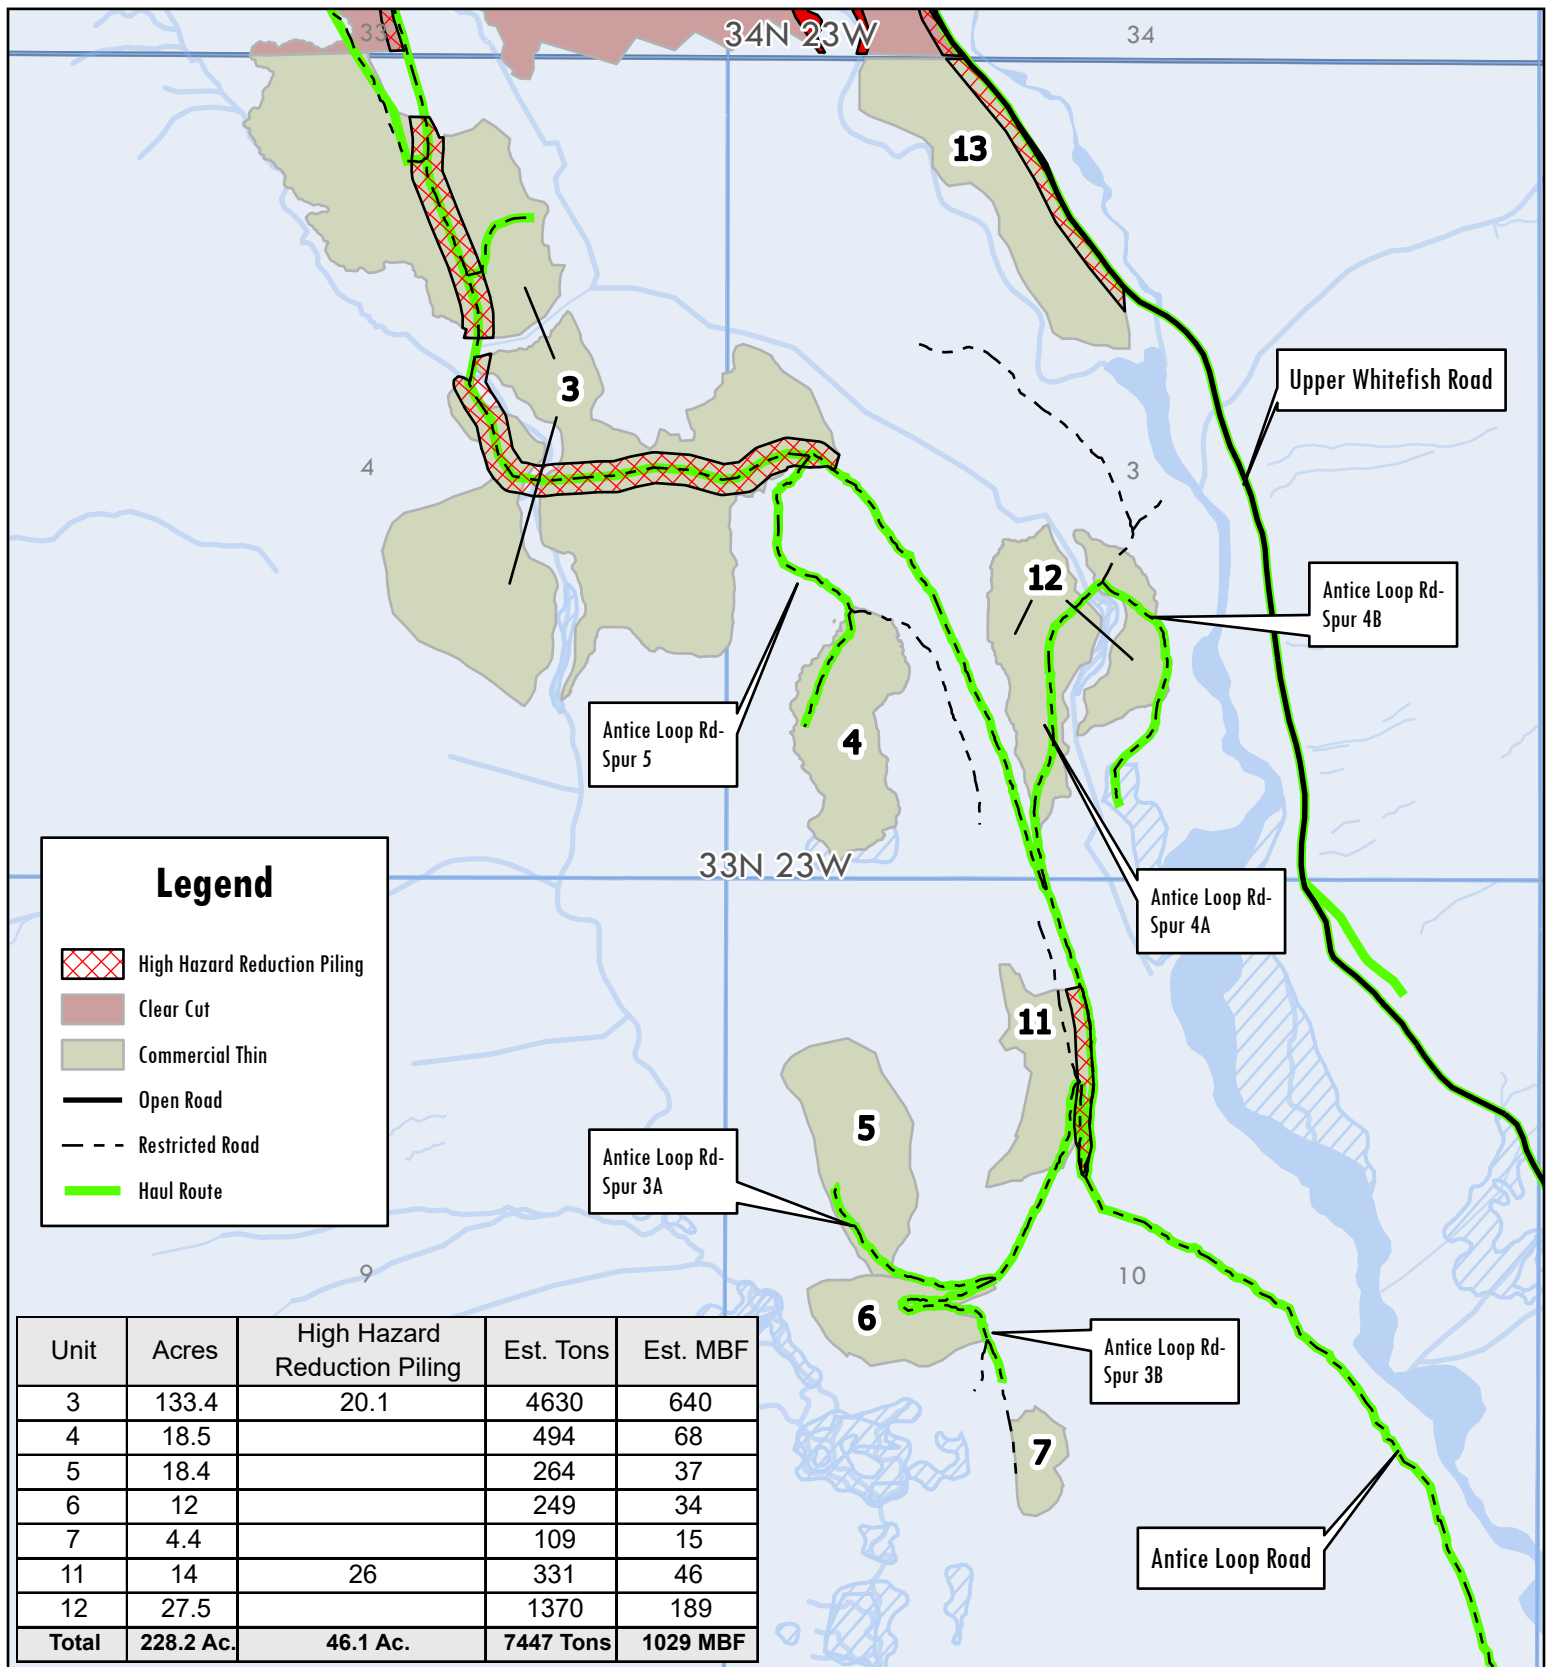 33
34N 23W
34
13
Upper Whitefish Road
3
4
3
12
Antice Loop Rd-
Spur 4B
Antice Loop Rd-
Spur 5
4
33N 23W
Antice Loop Rd-
Spur 4A
Legend
High Hazard Reduction Piling
Clear Cut
Commercial Thin
Open Road
Restricted Road
Haul Route
11
5
Antice Loop Rd-
Spur 3A
9
10
6
Antice Loop Rd-
Spur 3B
7
Antice Loop Road
Unit Acres High Hazard Reduction Piling Est. Tons Est. MBF
3 133.4 20.1 4630 640
4 18.5 494 68
5 18.4 264 37
6 12 249 34
7 4.4 109 15
11 14 26 331 46
12 27.5 1370 189
Total 228.2 Ac. 46.1 Ac. 7447 Tons 1029 MBF